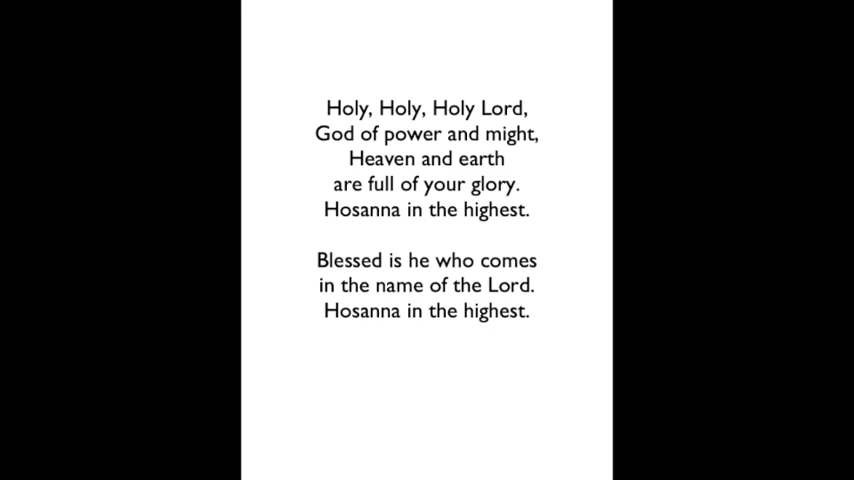 Holy, Holy, Holy Lord,
God of power and might,
Heaven and earth
are full of your glory.
Hosanna in the highest.
Blessed is he who comes
in the name of the Lord.
Hosanna in the highest.